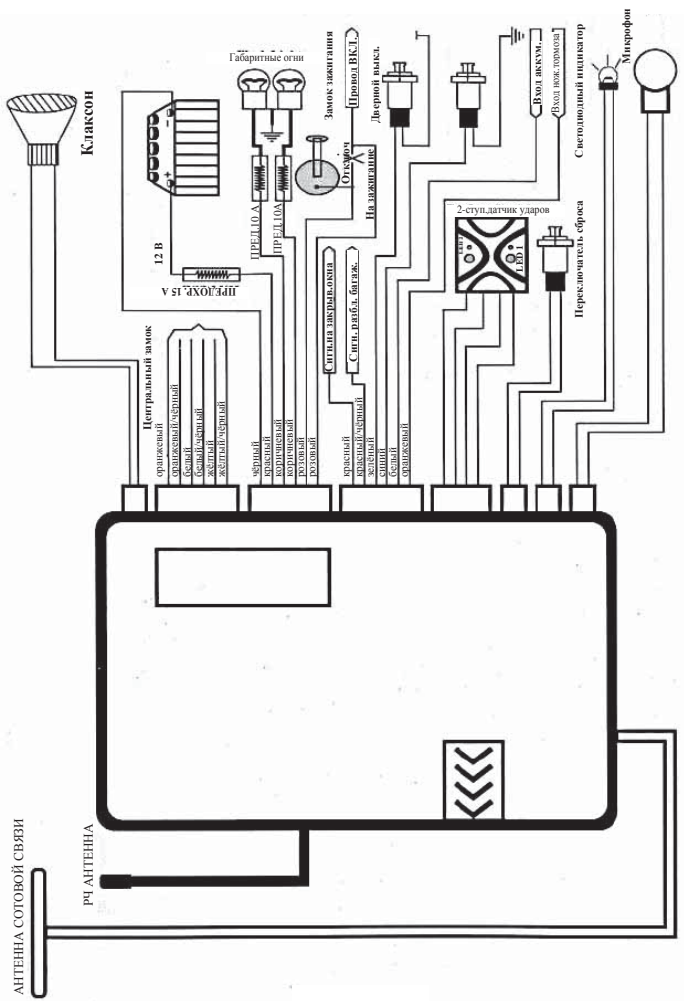 Габаритные огни
Клаксон
12 В
ПРЕДОХР. 15 А
ПРЕД.10 А
ПРЕД.10А
Замок зажигания
Провод ВКЛ.
Отключ
На зажигание
Дверной выкл.
Вход аккум.
Вход нож.тормоза
Светодиодный индикатор
Микрофон
2-ступ.датчик ударов
LED 1
Переключатель сброса
Сигн.на закрыв.окна
Сигн. разбл. багаж.
Центральный замок
оранжевый
оранжевый/чёрный
белый
белый/чёрный
жёлтый
жёлтый/чёрный
чёрный
красный
коричневый
коричневый
розовый
розовый
красный
красный/чёрный
зелёный
синий
белый
оранжевый
РЧ АНТЕННА
АНТЕННА СОТОВОЙ СВЯЗИ